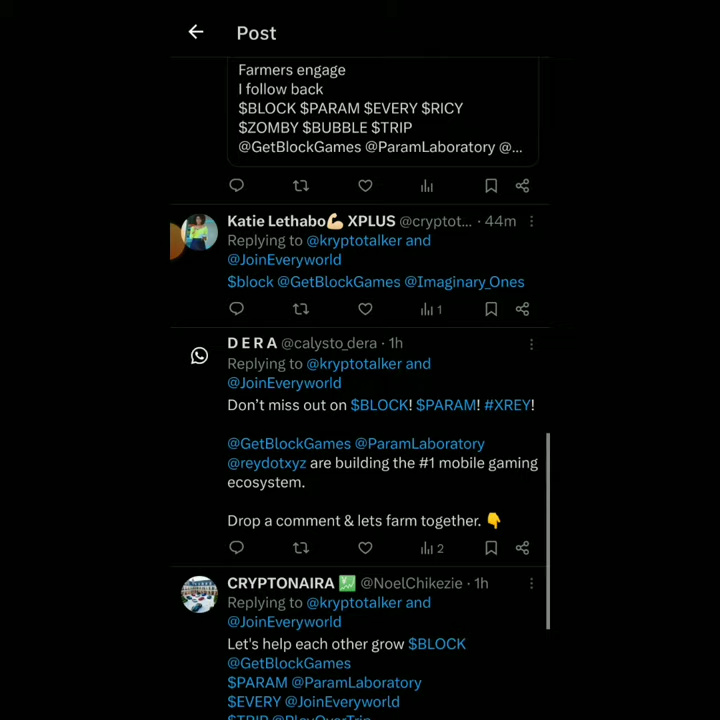 Post
Farmers engage
I follow back
$BLOCK $PARAM $EVERY $RICY
$ZOMBY $BUBBLE $TRIP
@GetBlockGames @ParamLaboratory @...
Katie Lethabo💪🏻 XPLUS @cryptot... · 44m
Replying to @kryptotalker and
@JoinEveryworld
$block @GetBlockGames @Imaginary_Ones
1
D E R A @calysto_dera · 1h
Replying to @kryptotalker and
@JoinEveryworld
Don't miss out on $BLOCK! $PARAM! #XREY!
@GetBlockGames @ParamLaboratory
@reydotxyz are building the #1 mobile gaming
ecosystem.
Drop a comment & lets farm together. 👇
2
CRYPTONAIRA 💹 @NoelChikezie · 1h
Replying to @kryptotalker and
@JoinEveryworld
Let's help each other grow $BLOCK
@GetBlockGames
$PARAM @ParamLaboratory
$EVERY @JoinEveryworld
$TRIP @PlayOverTrip